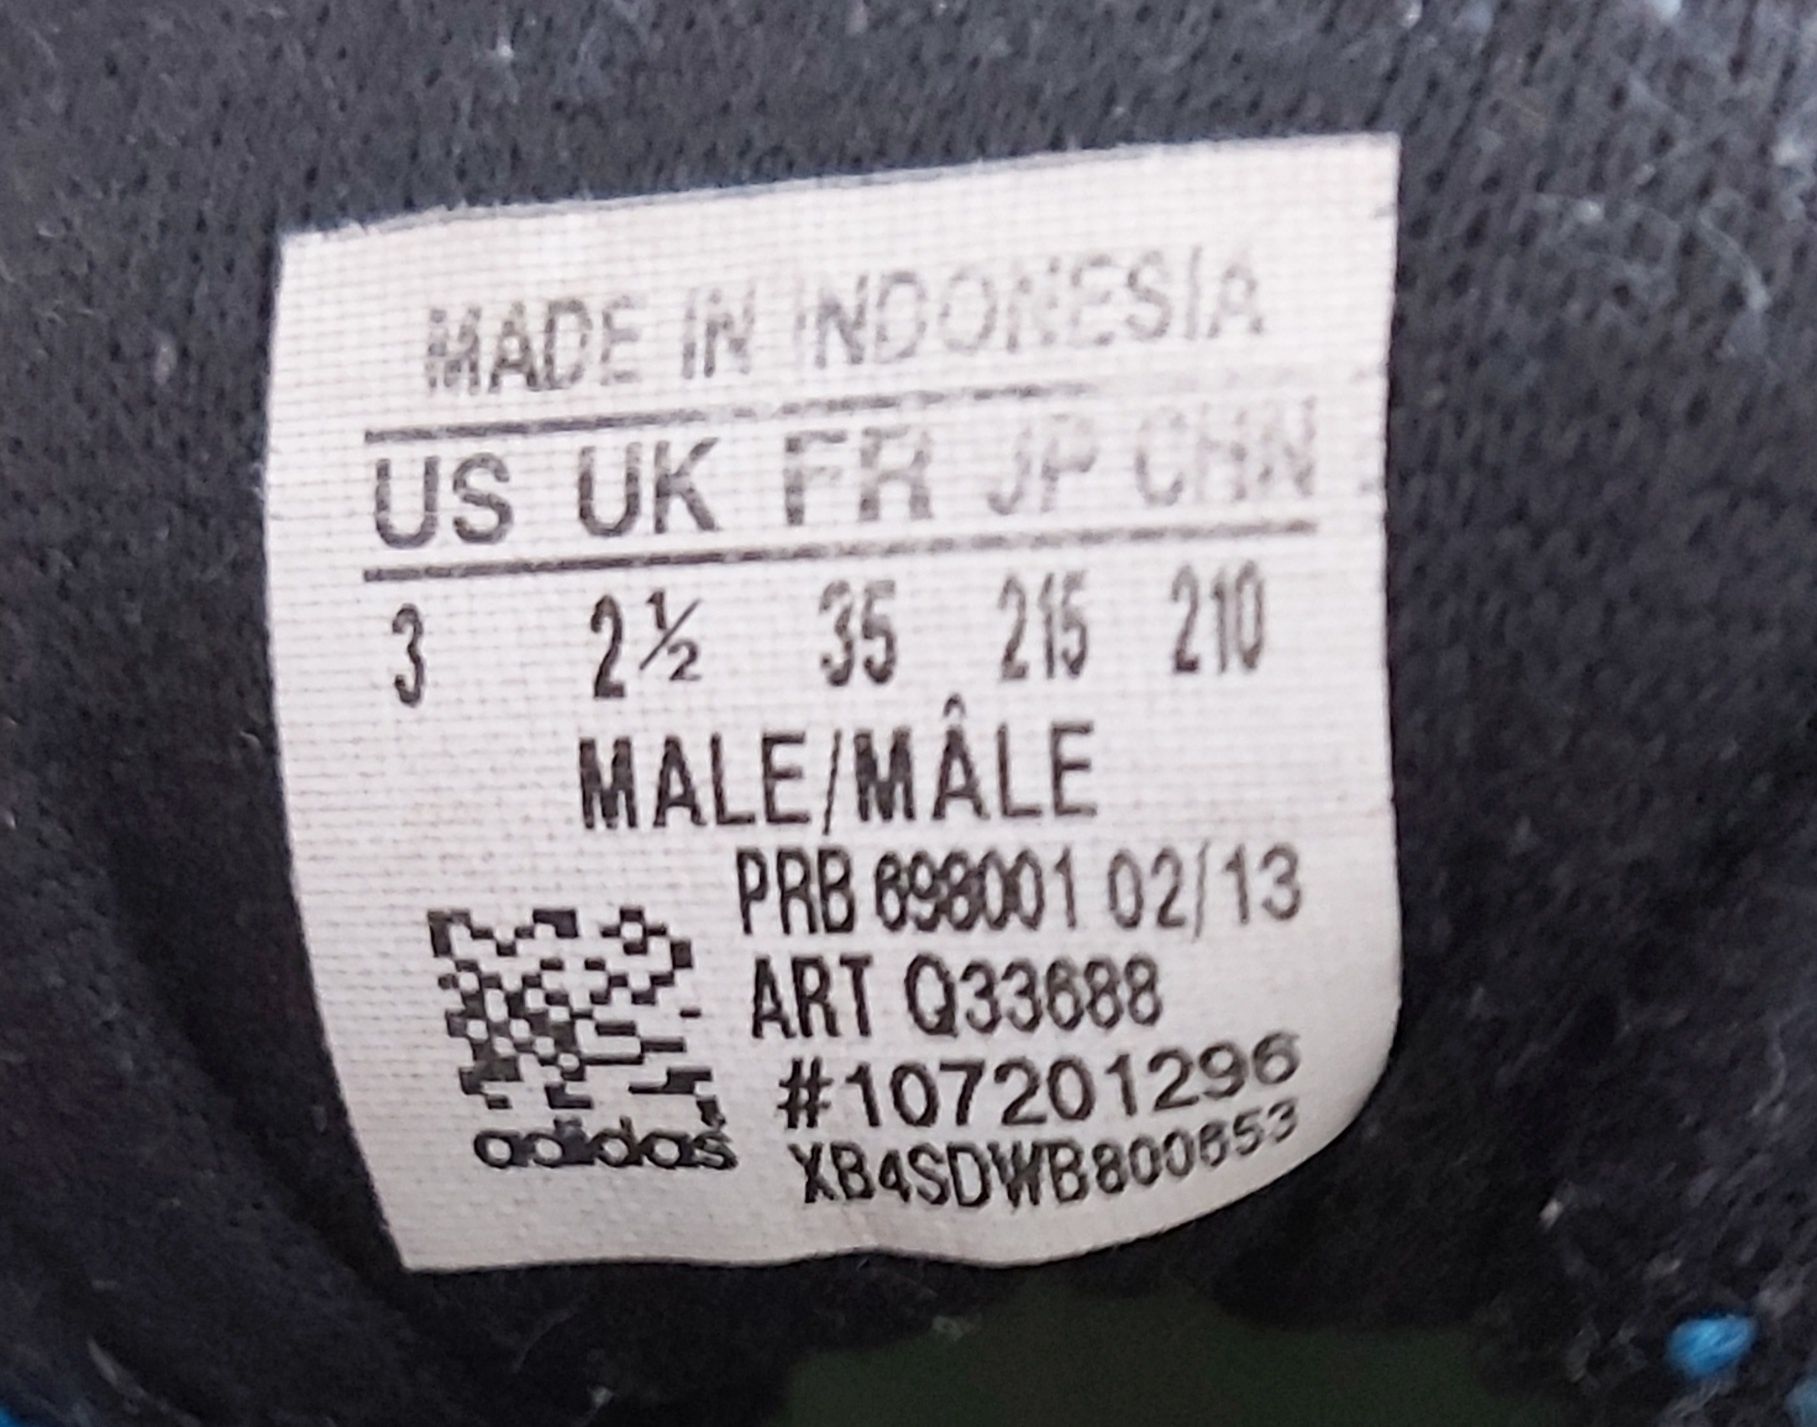 MADE IN INDONESIA
US UK FR JP CHN
3 2½ 35 215 210
MALE/MÂLE
PRB 698001 02/13
ART Q33688
#107201296
adidas XB4SDWB800653